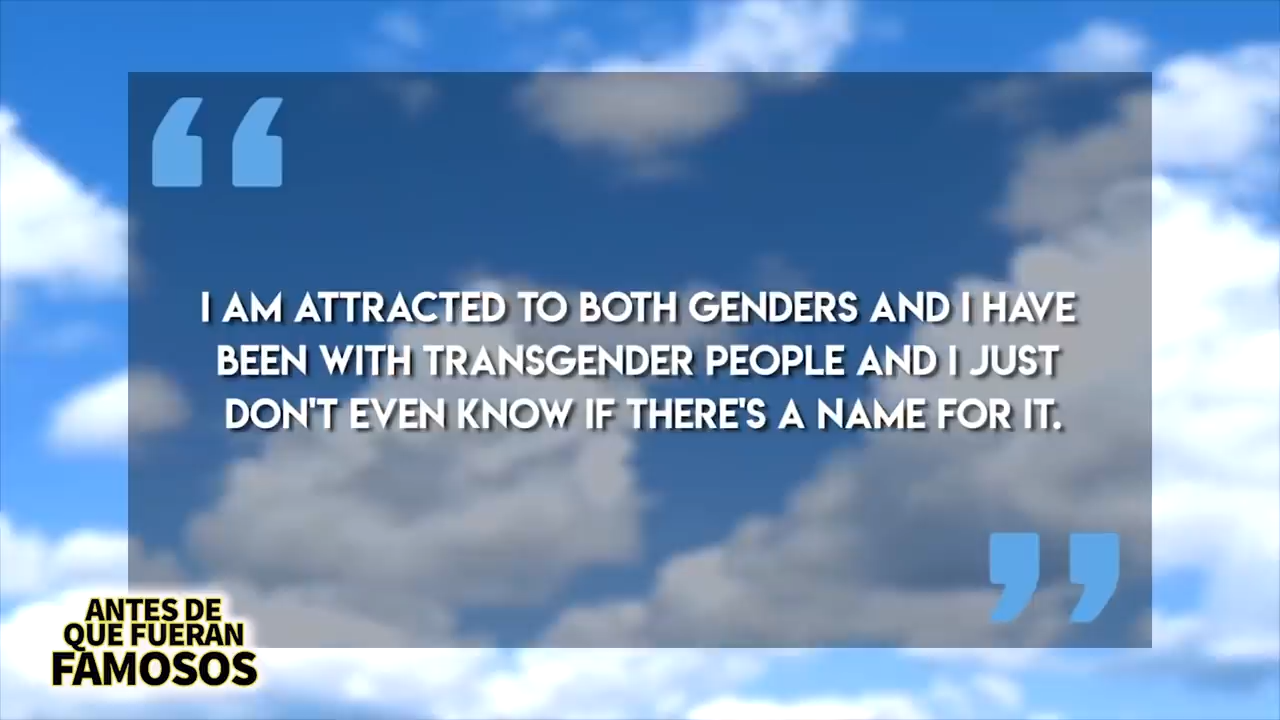 I AM ATTRACTED TO BOTH GENDERS AND I HAVE
BEEN WITH TRANSGENDER PEOPLE AND I JUST
DON'T EVEN KNOW IF THERE'S A NAME FOR IT.
ANTES DE
QUE FUERAN
FAMOSOS